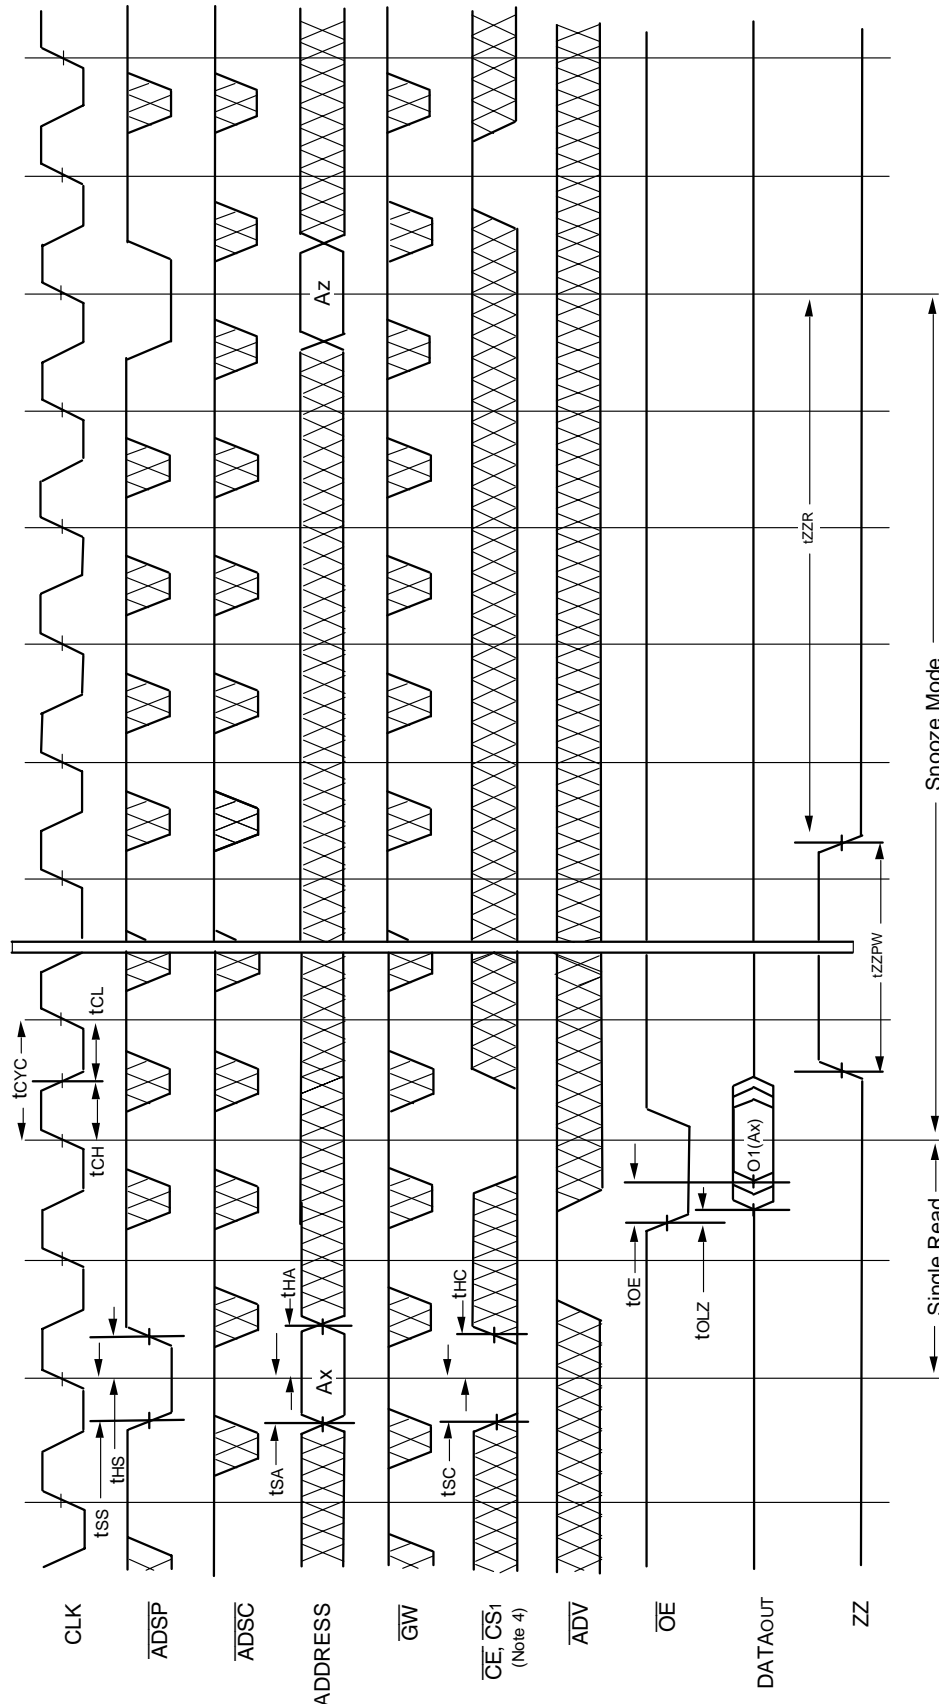 CLK
tCYC
tCH
tCL
tSS
tHS
ADSP
ADSC
ADDRESS
tSA
tHA
Ax
Az
GW
CE, CS1
(Note 4)
tSC
tHC
ADV
OE
tOE
tOLZ
DATAOUT
O1(Ax)
ZZ
tZZPW
tZZR
Single Read
Snooze Mode